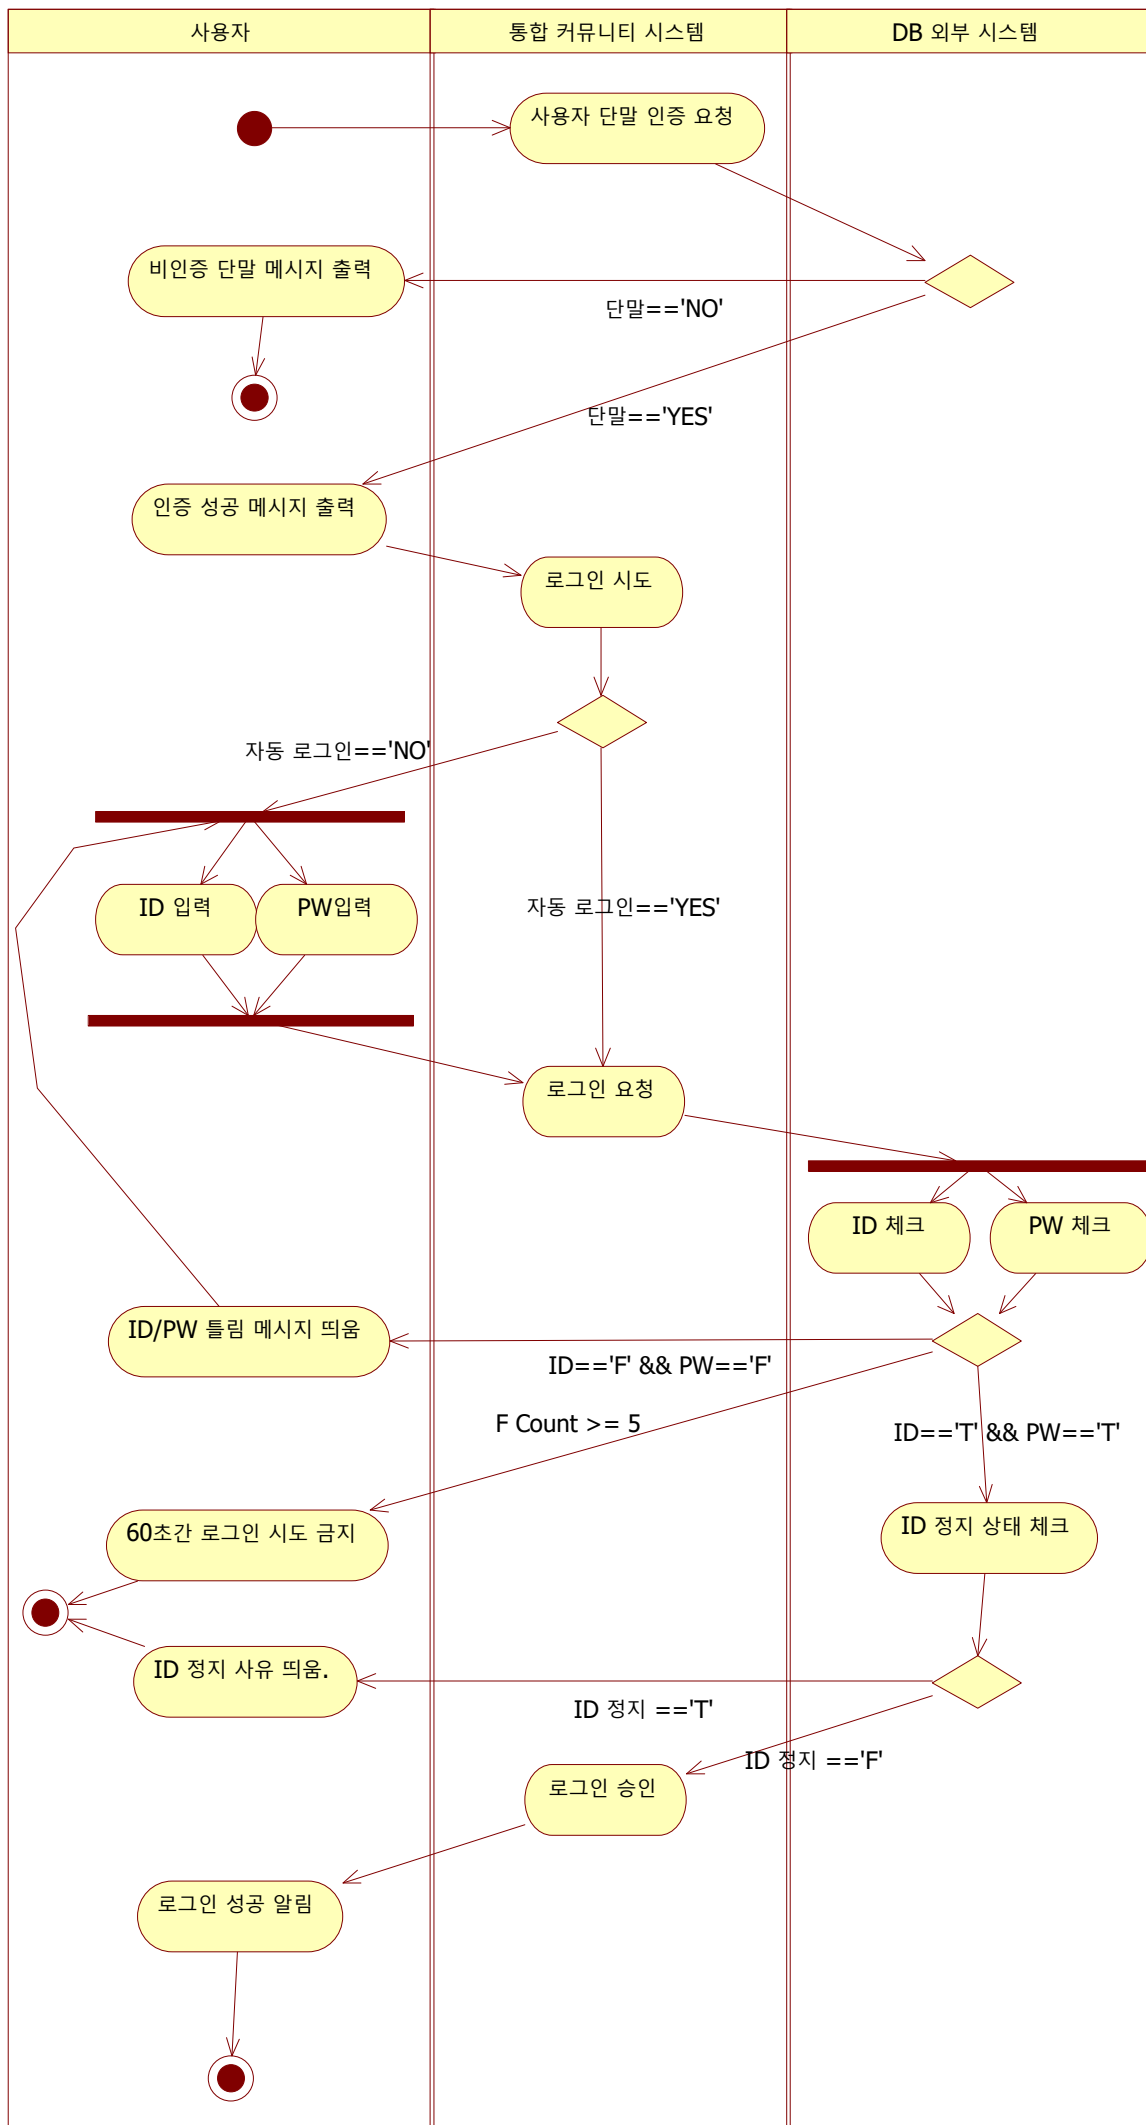 사용자
통합 커뮤니티 시스템
DB 외부 시스템
사용자 단말 인증 요청
비인증 단말 메시지 출력
단말=='NO'
단말=='YES'
인증 성공 메시지 출력
로그인 시도
자동 로그인=='NO'
ID 입력
PW입력
자동 로그인=='YES'
로그인 요청
ID 체크
PW 체크
ID/PW 틀림 메시지 띄움
ID=='F' && PW=='F'
F Count >= 5
ID=='T' && PW=='T'
60초간 로그인 시도 금지
ID 정지 상태 체크
ID 정지 사유 띄움.
ID 정지 =='T'
ID 정지 =='F'
로그인 승인
로그인 성공 알림